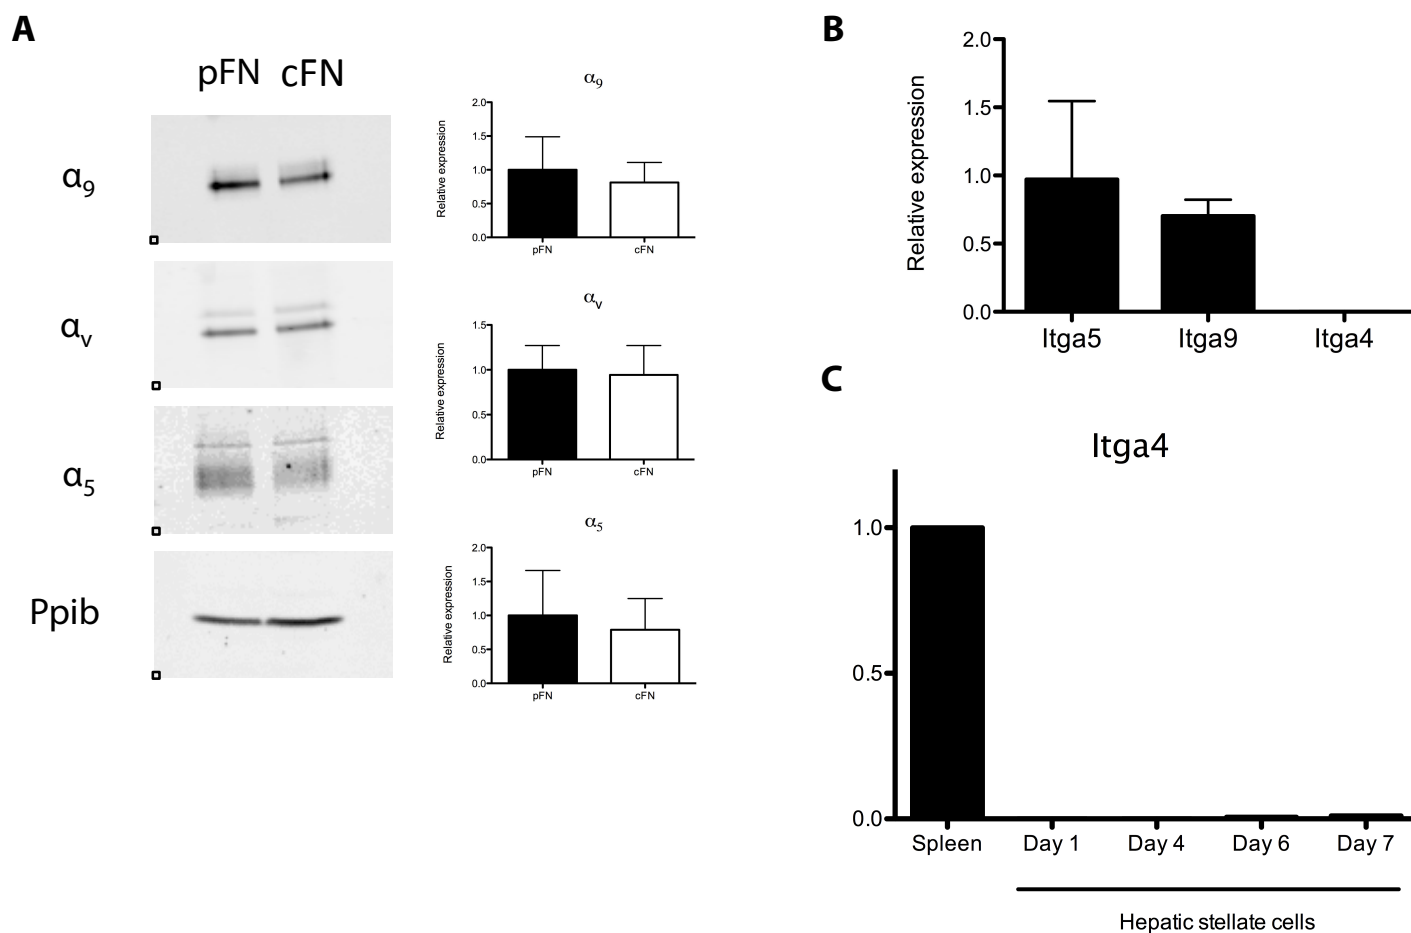 A
pFN cFN
α9
αv
α5
Ppib
α9
Relative expression
2.0
1.5
1.0
0.5
0.0
pFN cFN
αv
Relative expression
1.5
1.0
0.5
0.0
pFN cFN
α5
Relative expression
2.0
1.5
1.0
0.5
0.0
pFN cFN
B
Relative expression
2.0
1.5
1.0
0.5
0.0
Itga5 Itga9 Itga4
C
Itga4
1.0
0.5
0.0
Spleen Day 1 Day 4 Day 6 Day 7
Hepatic stellate cells